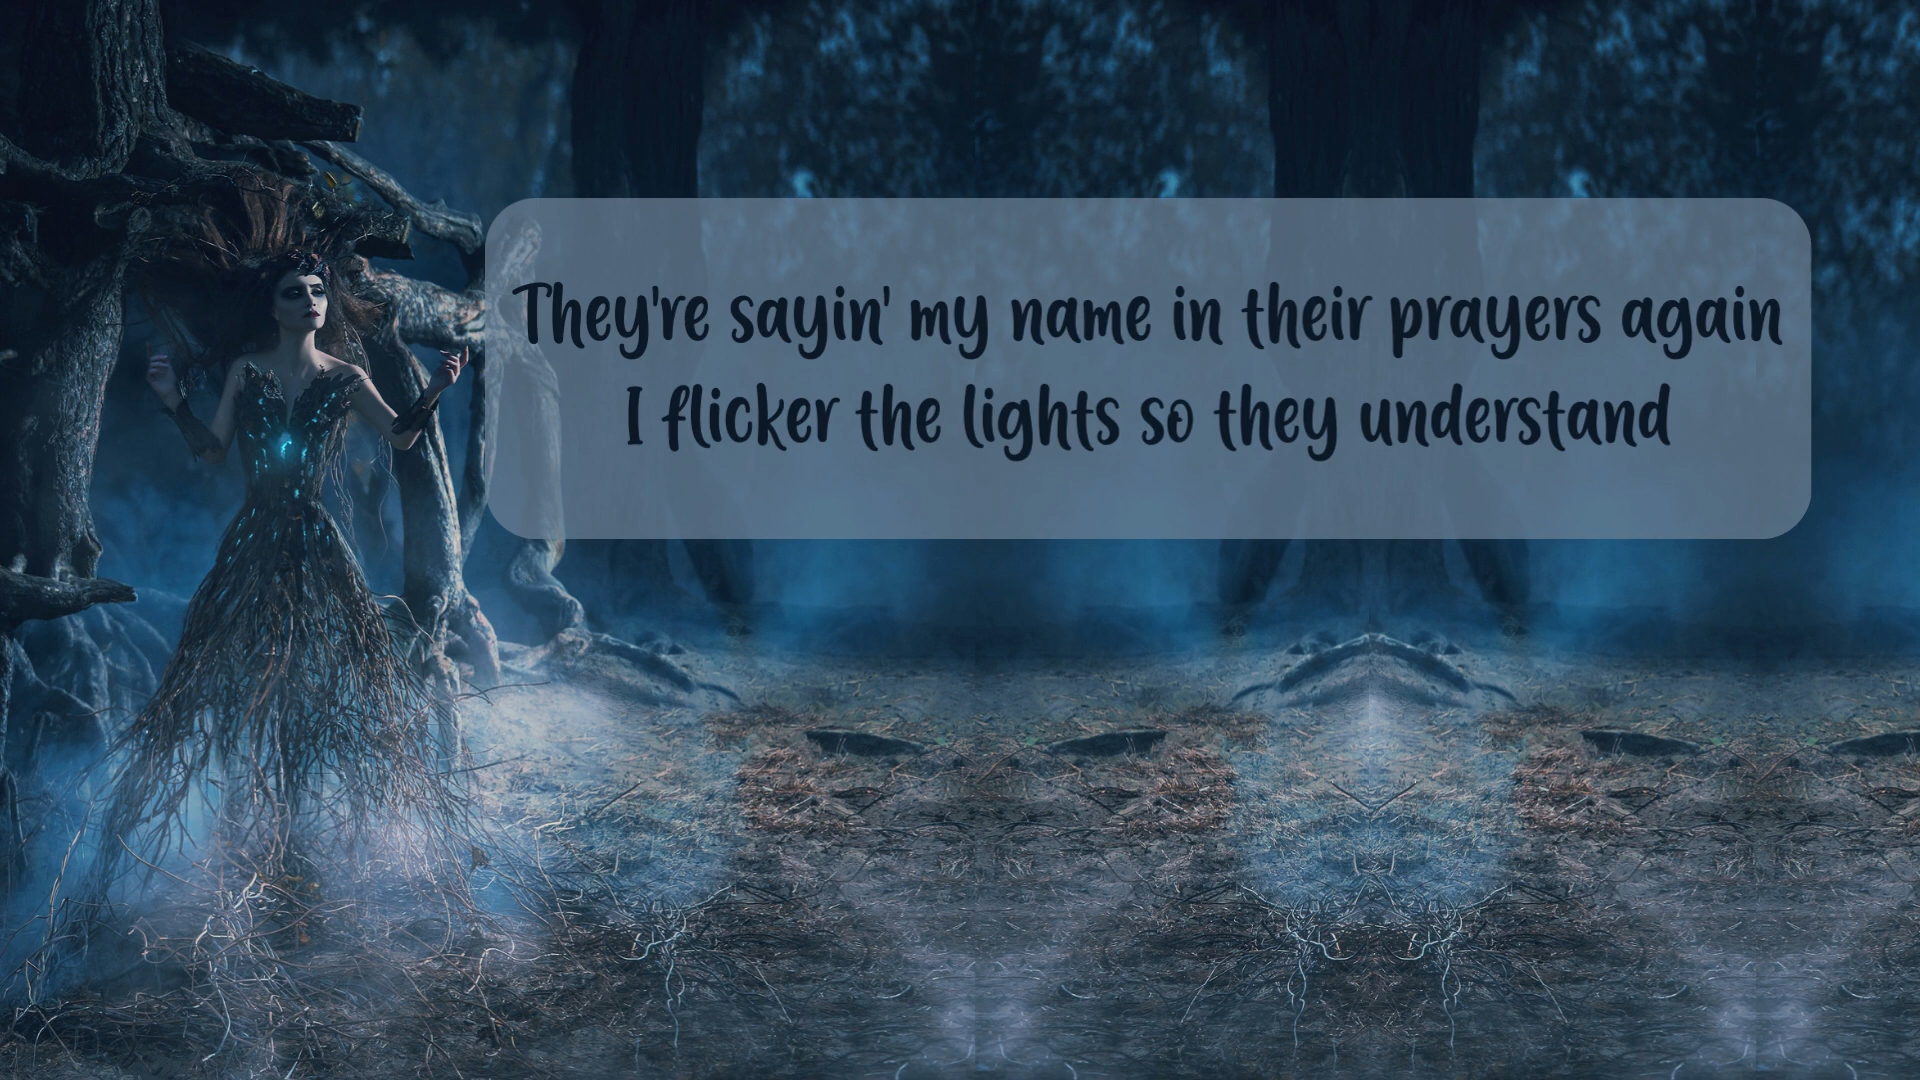 They're sayin' my name in their prayers again
I flicker the lights so they understand